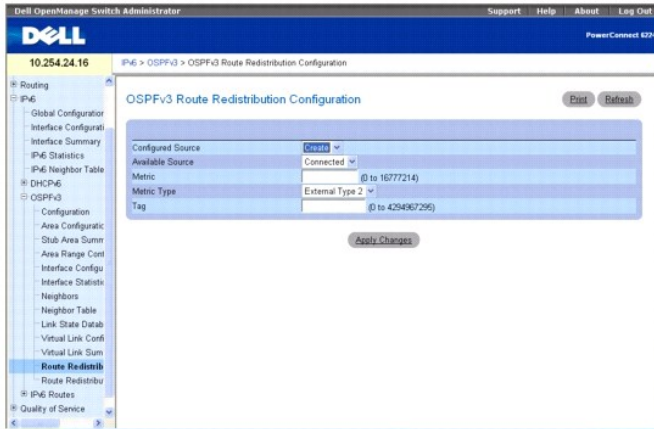 Dell OpenManage Switch Administrator
Support Help About Log Out
DELL
PowerConnect 622
10.254.24.16
IPv6 > OSPFv3 > OSPFv3 Route Redistribution Configuration
Routing
IPv6
Global Configuration
Interface Configurati
Interface Summary
IPv6 Statistics
IPv6 Neighbor Table
DHCPv6
OSPFv3
Configuration
Area Configuratic
Stub Area Summ
Area Range Conf
Interface Configu
Interface Statistic
Neighbors
Neighbor Table
Link State Datab
Virtual Link Confi
Virtual Link Sum
Route Redistrib
Route Redistribu
IPv6 Routes
Quality of Service
OSPFv3 Route Redistribution Configuration
Print Refresh
Configured Source Create
Available Source Connected
Metric (0 to 16777214)
Metric Type External Type 2
Tag (0 to 4294967295)
Apply Changes